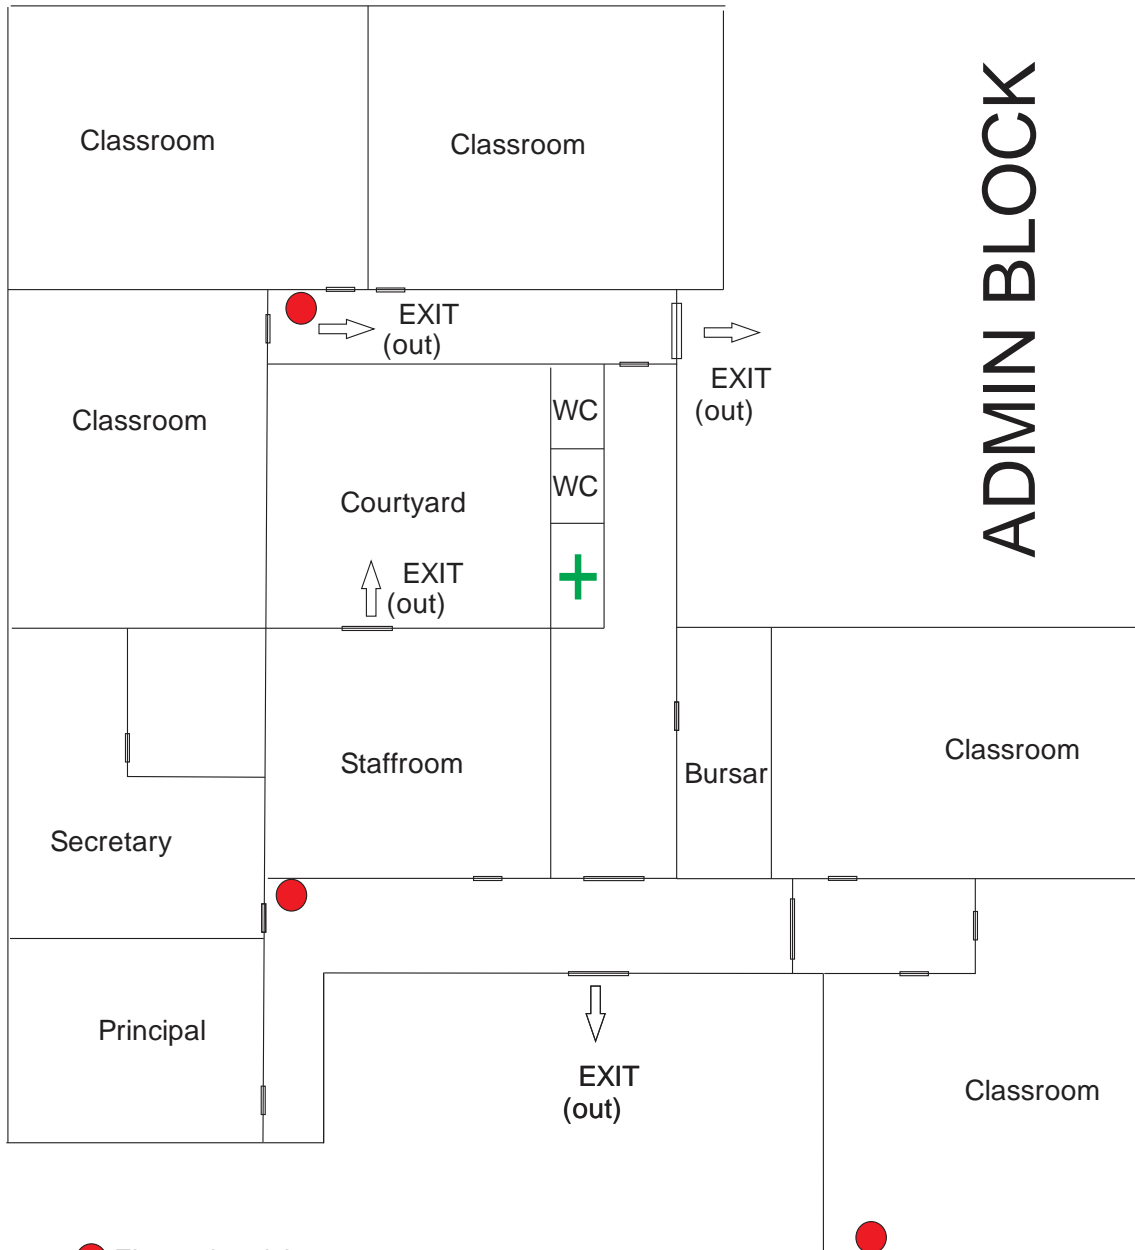 Classroom
Classroom
ADMIN BLOCK
EXIT
(out)
EXIT
(out)
Classroom
WC
WC
Courtyard
EXIT
(out)
Staffroom
Bursar
Classroom
Secretary
Principal
EXIT
(out)
Classroom